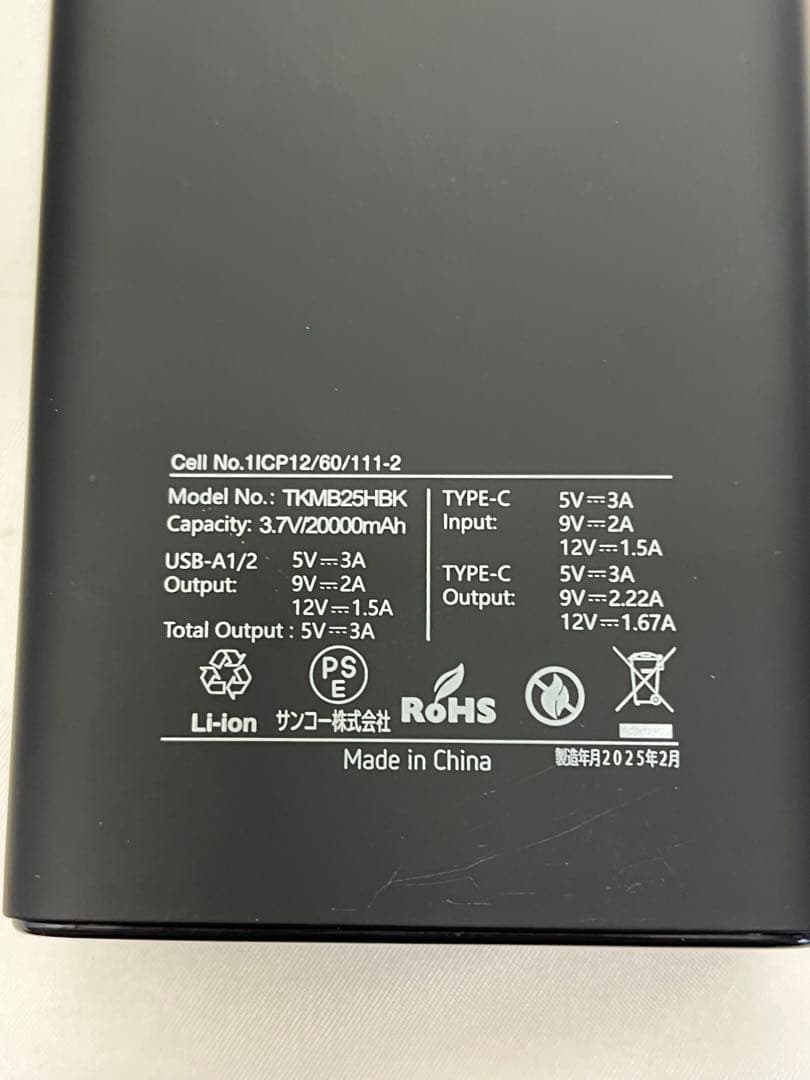 Cell No.1ICP12/60/111-2
Model No.: TKMB25HBK
Capacity: 3.7V/20000mAh
USB-A1/2 5V⎓3A
Output: 9V⎓2A
12V⎓1.5A
Total Output : 5V⎓3A
TYPE-C 5V⎓3A
Input: 9V⎓2A
12V⎓1.5A
TYPE-C 5V⎓3A
Output: 9V⎓2.22A
12V⎓1.67A
PS
E
Li-ion サンコー株式会社 RoHS
Made in China 製造年月2025年2月